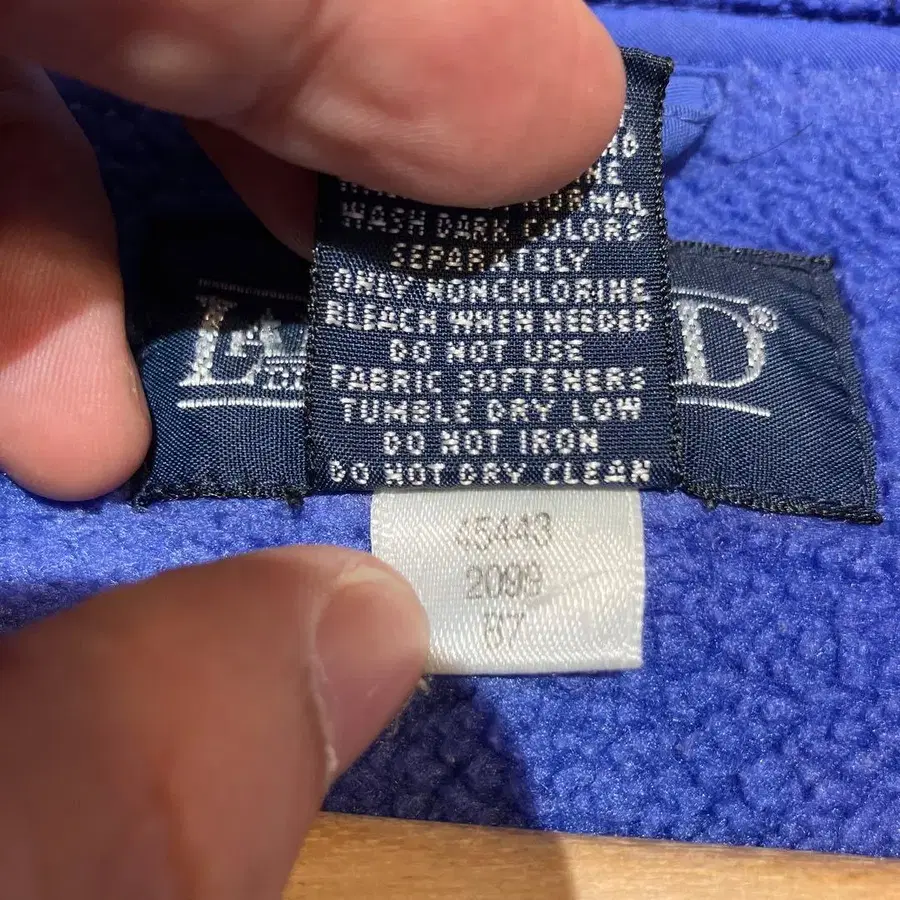 WASH DARK COLORS
SEPARATELY
ONLY NONCHLORINE
BLEACH WHEN NEEDED
DO NOT USE
FABRIC SOFTENERS
TUMBLE DRY LOW
DO NOT IRON
DO NOT DRY CLEAN
D®
45443
2099